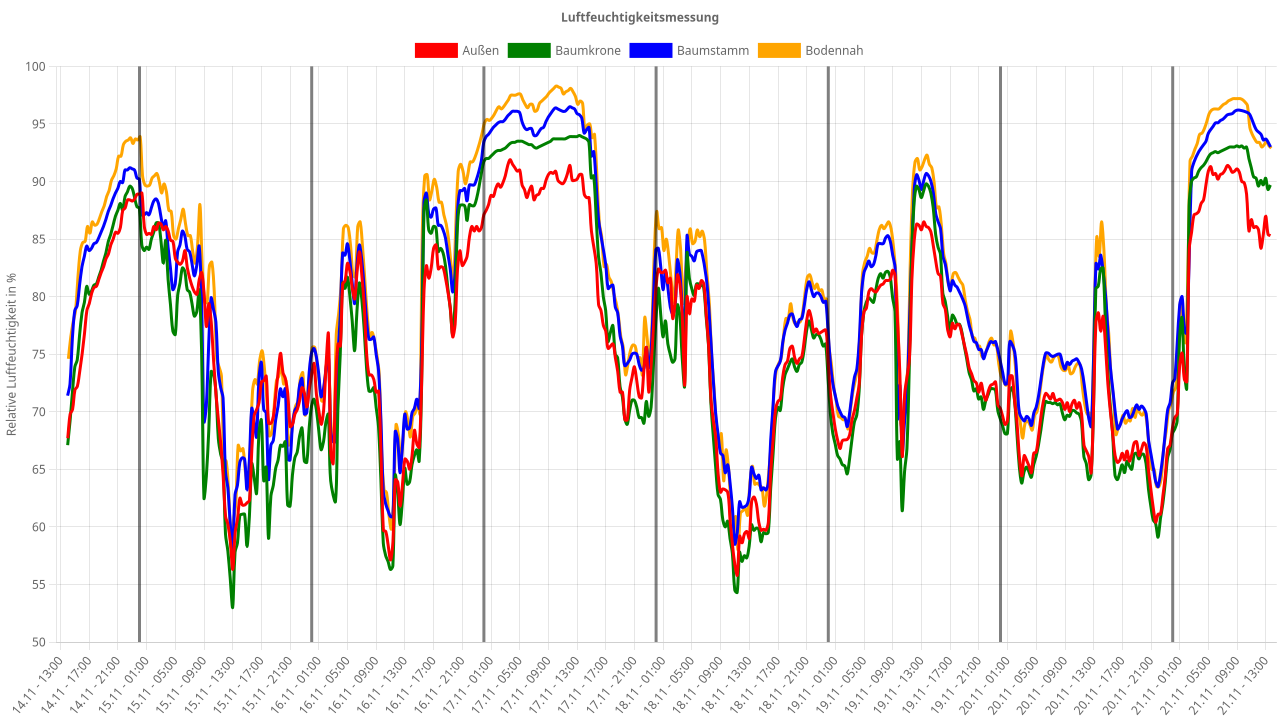 Luftfeuchtigkeitsmessung
Außen Baumkrone Baumstamm Bodennah
Relative Luftfeuchtigkeit in %
100
95
90
85
80
75
70
65
60
55
50
14.11 - 13:00
14.11 - 17:00
14.11 - 21:00
15.11 - 01:00
15.11 - 05:00
15.11 - 09:00
15.11 - 13:00
15.11 - 17:00
15.11 - 21:00
16.11 - 01:00
16.11 - 05:00
16.11 - 09:00
16.11 - 13:00
16.11 - 17:00
16.11 - 21:00
17.11 - 01:00
17.11 - 05:00
17.11 - 09:00
17.11 - 13:00
17.11 - 17:00
17.11 - 21:00
18.11 - 01:00
18.11 - 05:00
18.11 - 09:00
18.11 - 13:00
18.11 - 17:00
18.11 - 21:00
19.11 - 01:00
19.11 - 05:00
19.11 - 09:00
19.11 - 13:00
19.11 - 17:00
19.11 - 21:00
20.11 - 01:00
20.11 - 05:00
20.11 - 09:00
20.11 - 13:00
20.11 - 17:00
20.11 - 21:00
21.11 - 01:00
21.11 - 05:00
21.11 - 09:00
21.11 - 13:00